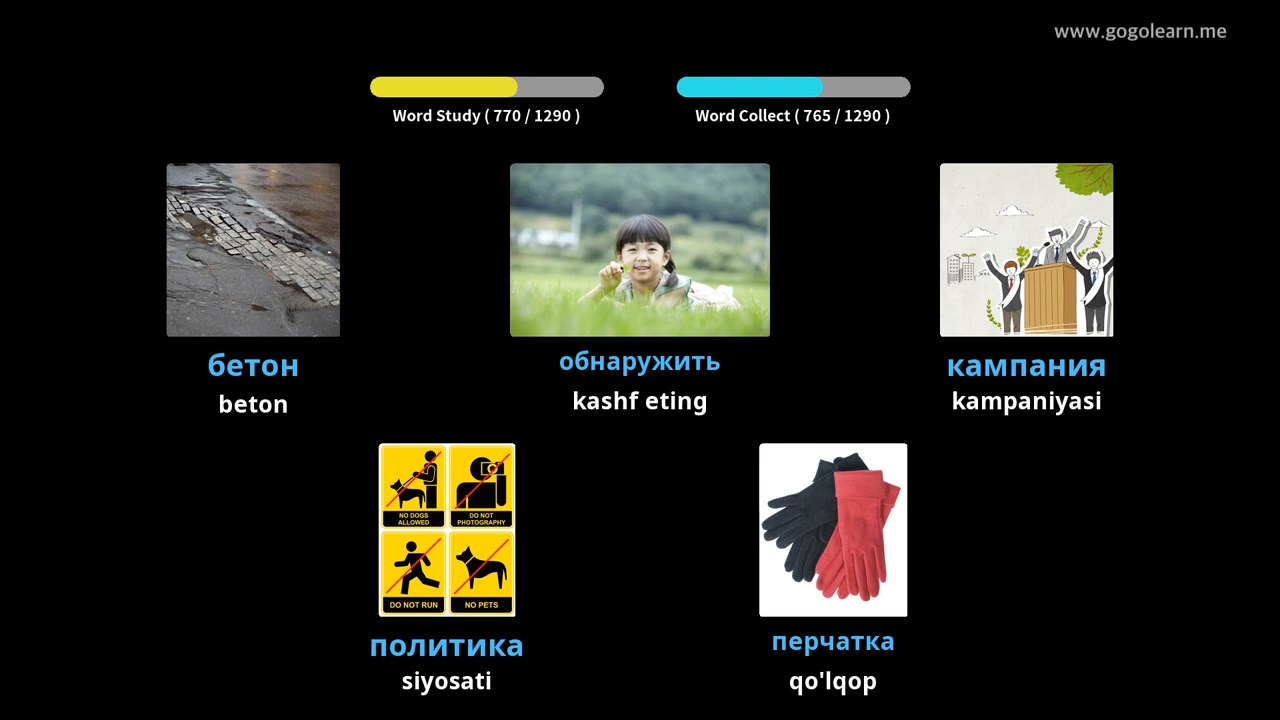 www.gogolearn.me
Word Study ( 770 / 1290 )
Word Collect ( 765 / 1290 )
бетон
beton
обнаружить
kashf eting
кампания
kampaniyasi
NO DOGS
ALLOWED
DO NOT
PHOTOGRAPHY
DO NOT RUN
NO PETS
политика
siyosati
перчатка
qo'lqop